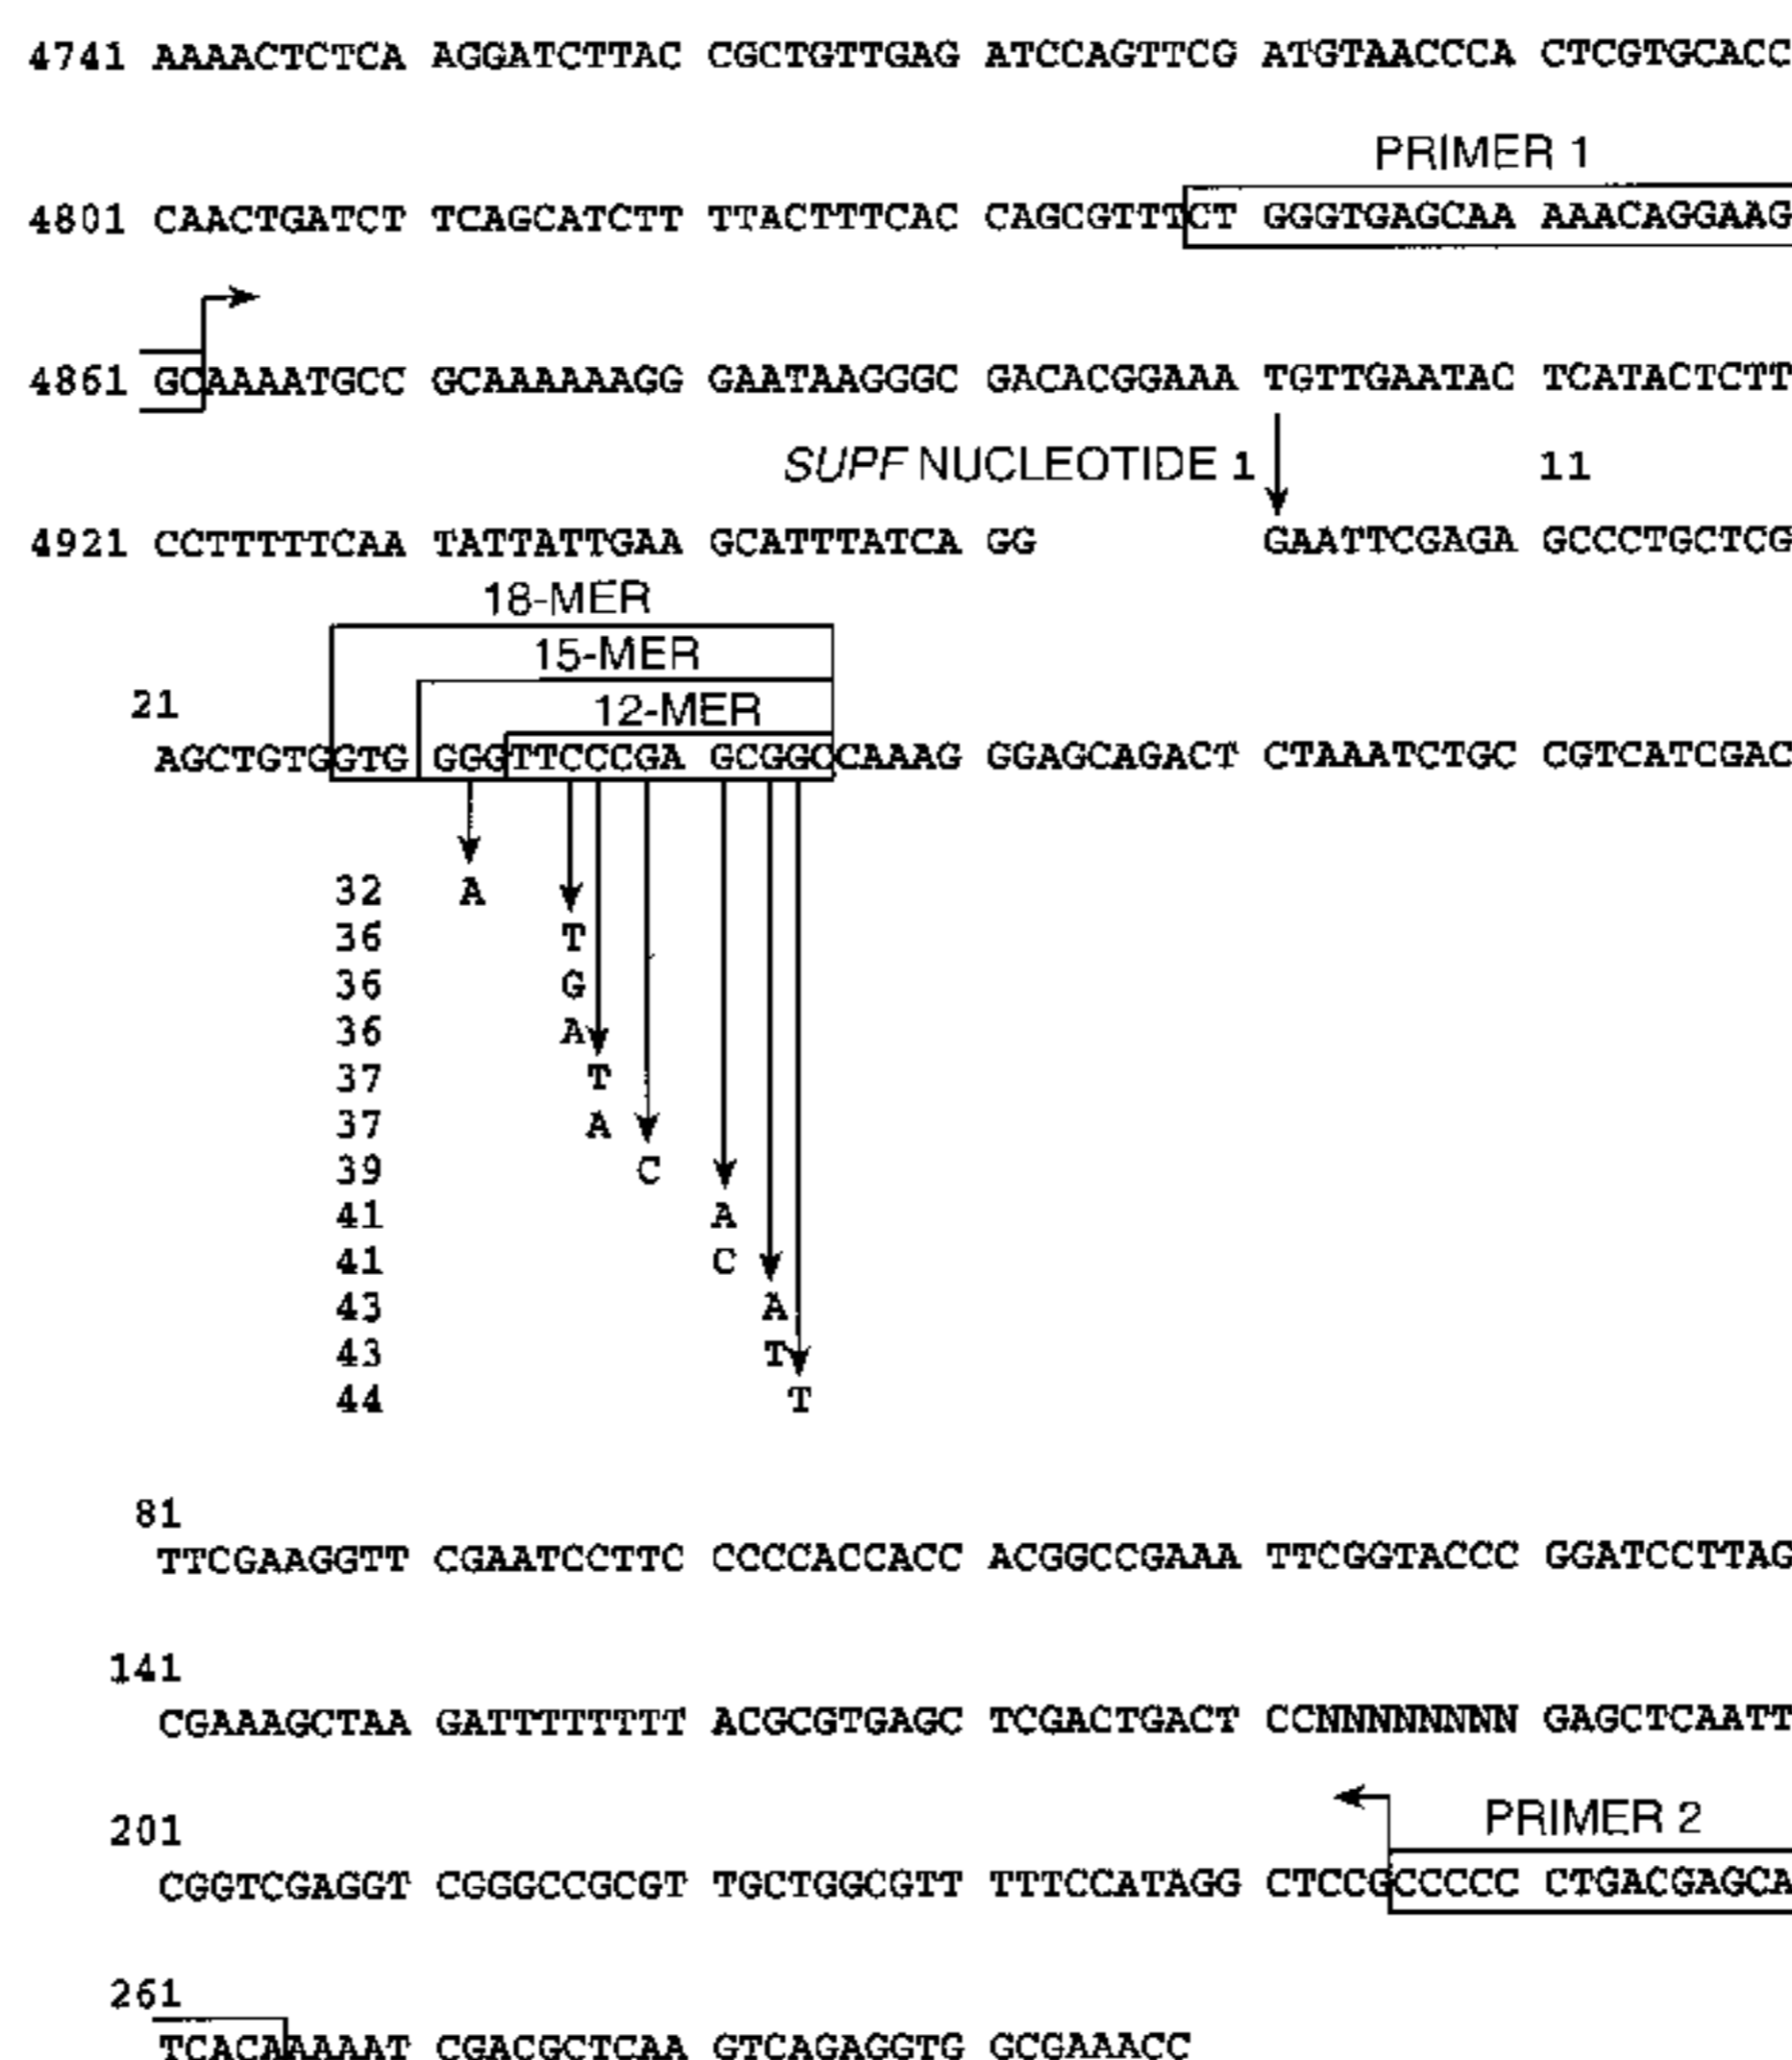 4741 AAAACTCTCA AGGATCTTAC CGCTGTTGAG ATCCAGTTCG ATGTAACCCA CTCGTGCACC
PRIMER 1
4801 CAACTGATCT TCAGCATCTT TTACTTTCAC CAGCGTTTCT GGGTGAGCAA AAACAGGAAG
4861 GCAAAATGCC GCAAAAAAGG GAATAAGGGC GACACGGAAA TGTTGAATAC TCATACTCTT
SUPF NUCLEOTIDE 1 11
4921 CCTTTTTCAA TATTATTGAA GCATTTATCA GG GAATTCGAGA GCCCTGCTCG
18-MER
15-MER
12-MER
21
AGCTGTGGTG GGGTTCCCGA GCGGCCAAAG GGAGCAGACT CTAAATCTGC CGTCATCGAC
32 A
36 T
36 G
36 A
37 T
37 A
39 C
41 A
41 C
43 A
43 T
44 T
81
TTCGAAGGTT CGAATCCTTC CCCCACCACC ACGGCCGAAA TTCGGTACCC GGATCCTTAG
141
CGAAAGCTAA GATTTTTTTT ACGCGTGAGC TCGACTGACT CCNNNNNNNN GAGCTCAATT
PRIMER 2
201
CGGTCGAGGT CGGGCCGCGT TGCTGGCGTT TTTCCATAGG CTCCGCCCCC CTGACGAGCA
261
TCACAAAAAT CGACGCTCAA GTCAGAGGTG GCGAAACC